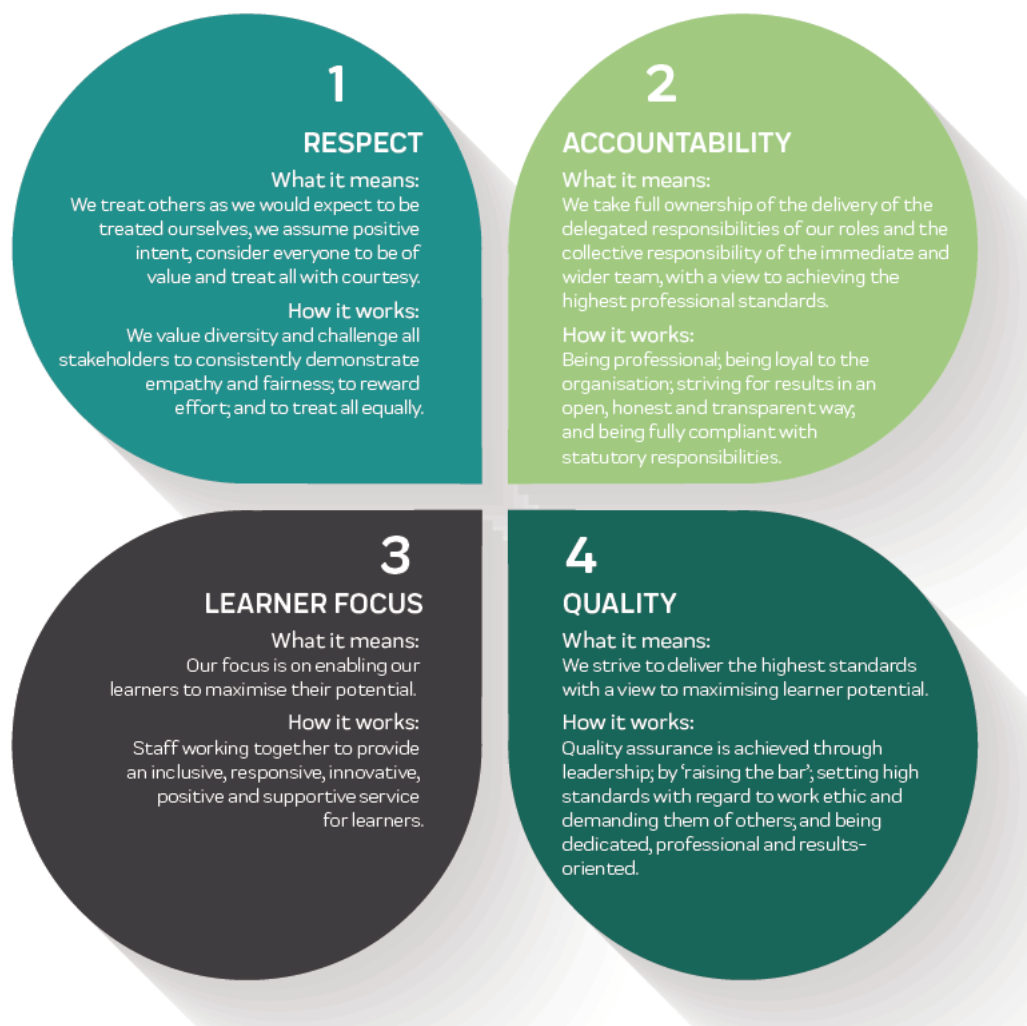 1
RESPECT
What it means:
We treat others as we would expect to be
treated ourselves, we assume positive
intent, consider everyone to be of
value and treat all with courtesy.
How it works:
We value diversity and challenge all
stakeholders to consistently demonstrate
empathy and fairness; to reward
effort; and to treat all equally.
2
ACCOUNTABILITY
What it means:
We take full ownership of the delivery of the
delegated responsibilities of our roles and the
collective responsibility of the immediate and
wider team, with a view to achieving the
highest professional standards.
How it works:
Being professional; being loyal to the
organisation; striving for results in an
open, honest and transparent way;
and being fully compliant with
statutory responsibilities.
3
LEARNER FOCUS
What it means:
Our focus is on enabling our
learners to maximise their potential.
How it works:
Staff working together to provide
an inclusive, responsive, innovative,
positive and supportive service
for learners.
4
QUALITY
What it means:
We strive to deliver the highest standards
with a view to maximising learner potential.
How it works:
Quality assurance is achieved through
leadership; by ‘raising the bar’; setting high
standards with regard to work ethic and
demanding them of others; and being
dedicated, professional and results-
oriented.